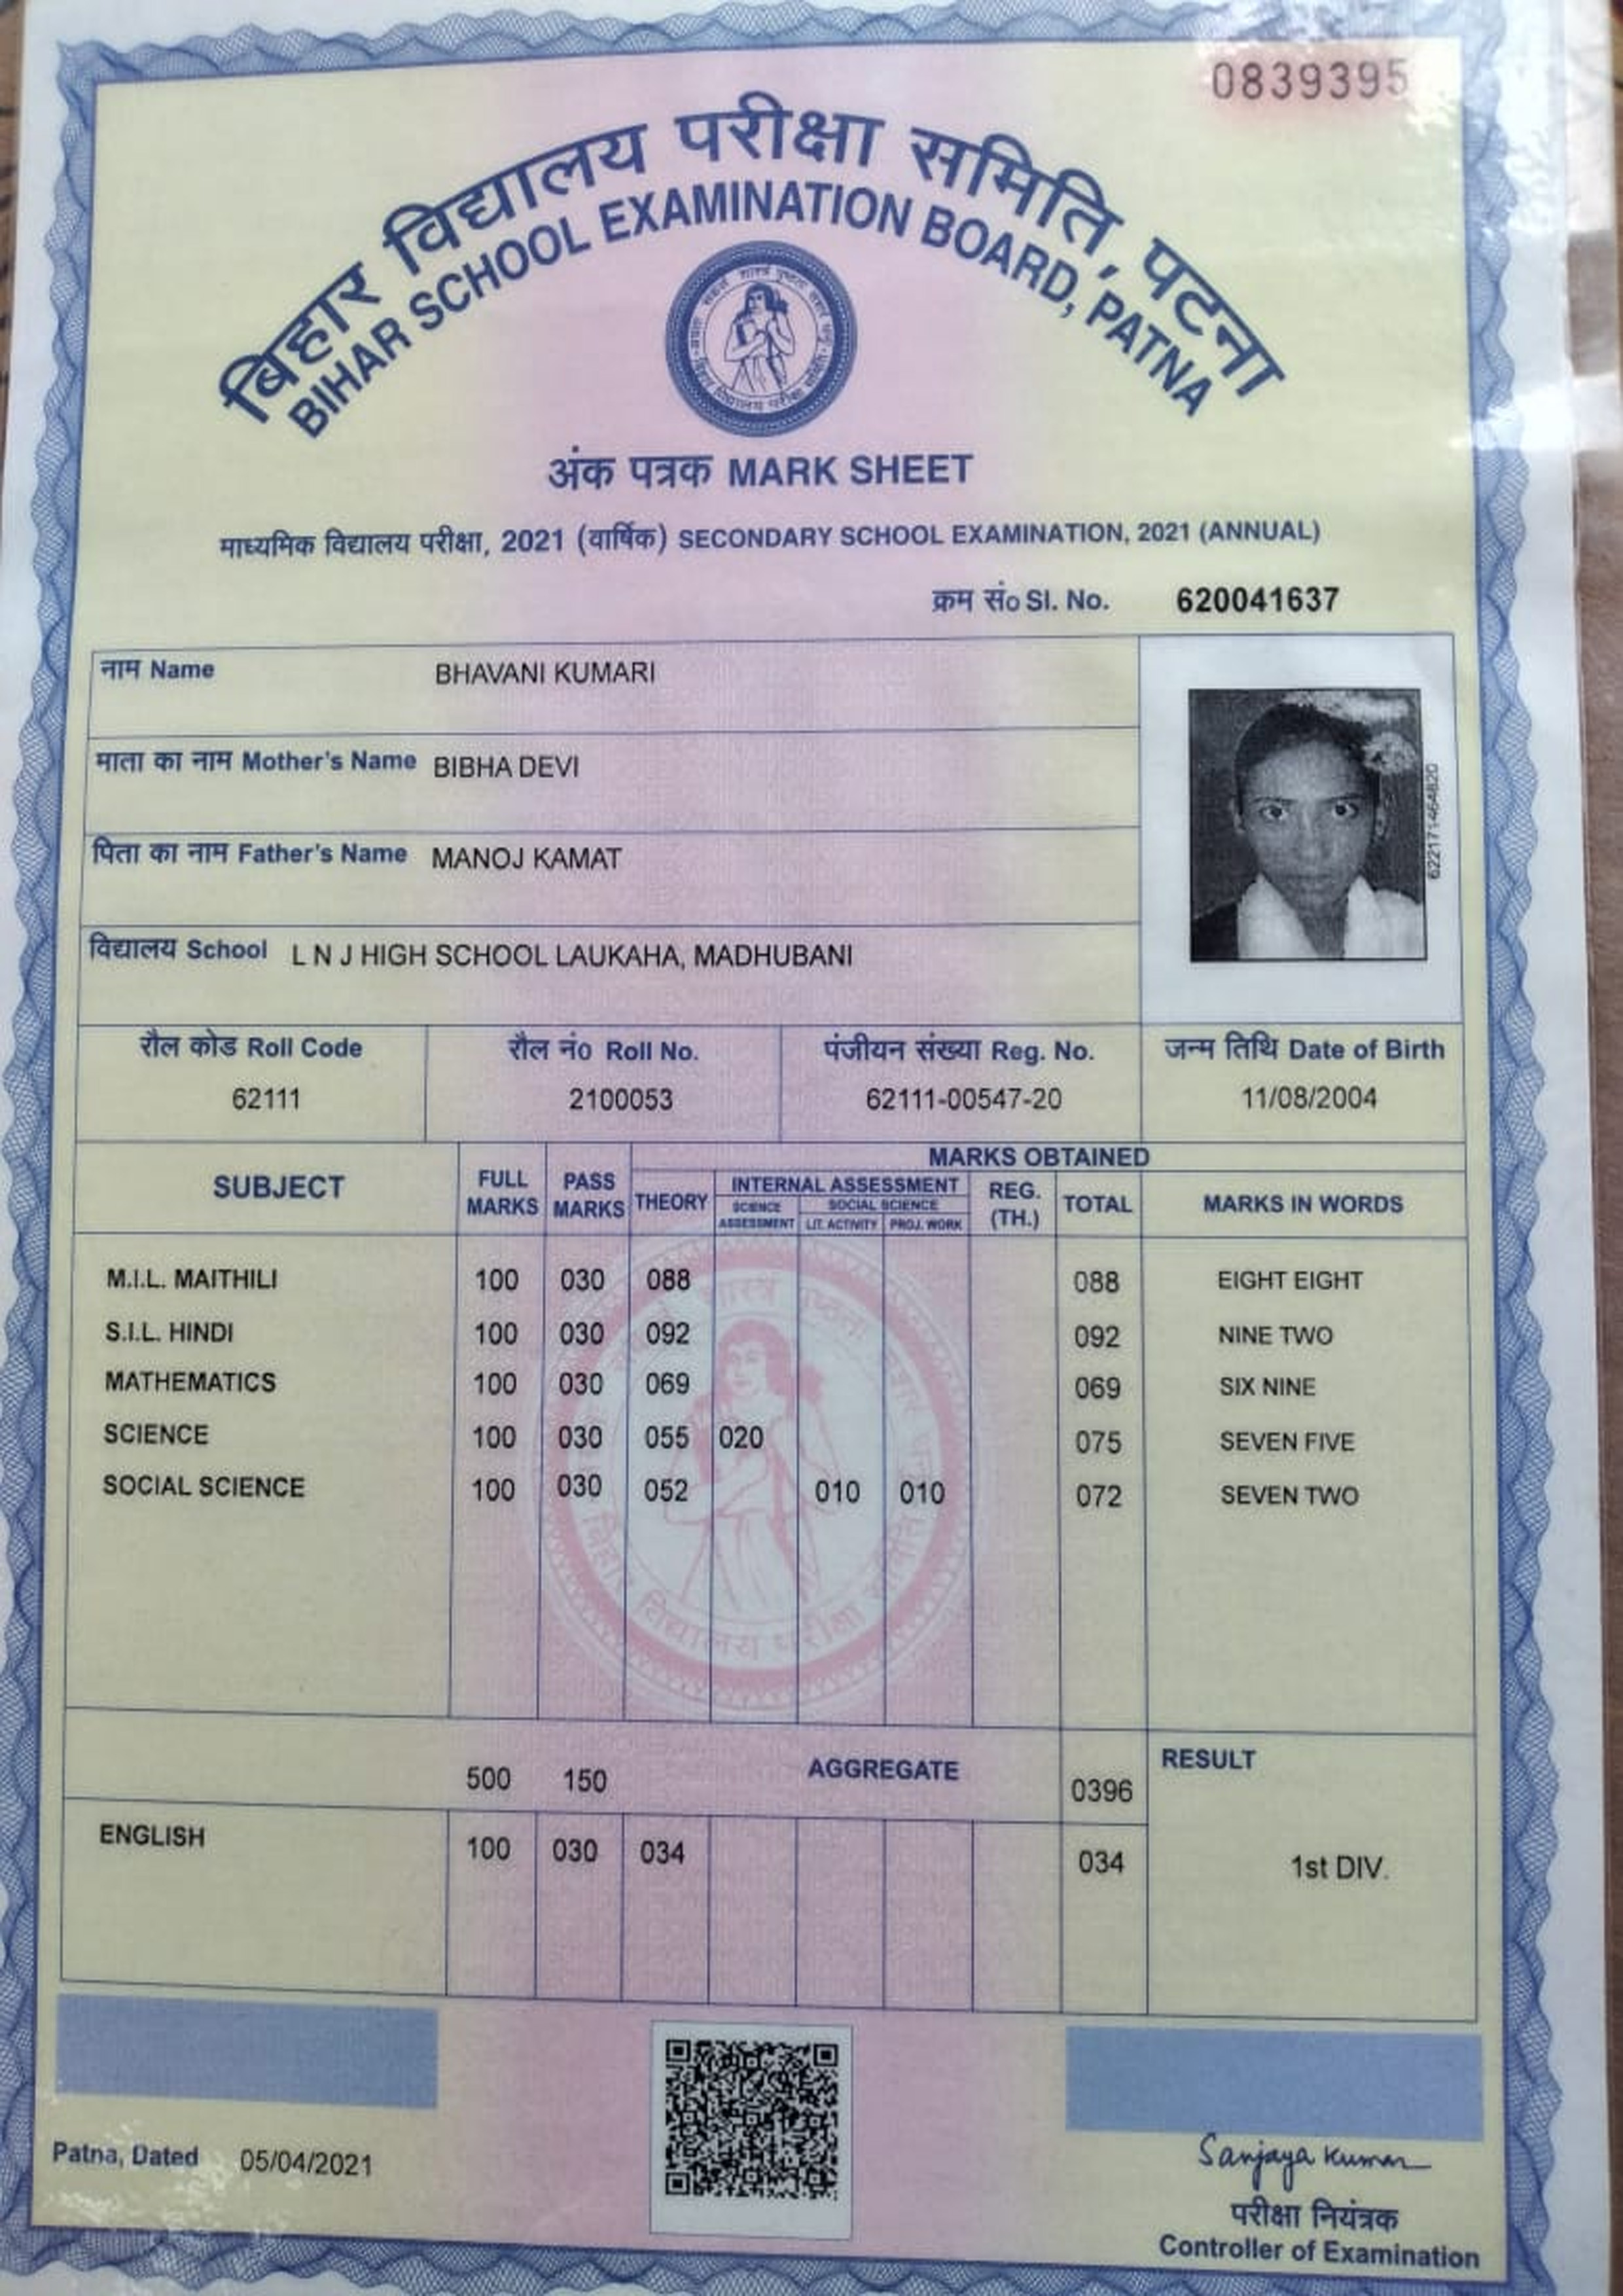 0839395
बिहार विद्यालय परीक्षा समिति, पटना
BIHAR SCHOOL EXAMINATION BOARD, PATNA
अंक पत्रक MARK SHEET
माध्यमिक विद्यालय परीक्षा, 2021 (वार्षिक) SECONDARY SCHOOL EXAMINATION, 2021 (ANNUAL)
क्रम सं० Sl. No. 620041637
नाम Name BHAVANI KUMARI
माता का नाम Mother's Name BIBHA DEVI
पिता का नाम Father's Name MANOJ KAMAT
विद्यालय School L N J HIGH SCHOOL LAUKAHA, MADHUBANI
622171464820
रौल कोड Roll Code रौल नं० Roll No. पंजीयन संख्या Reg. No. जन्म तिथि Date of Birth
62111 2100053 62111-00547-20 11/08/2004
MARKS OBTAINED
SUBJECT FULL MARKS PASS MARKS THEORY INTERNAL ASSESSMENT REG. (TH.) TOTAL MARKS IN WORDS
SCIENCE ASSESSMENT SOCIAL SCIENCE
LIT. ACTIVITY PROJ. WORK
M.I.L. MAITHILI 100 030 088 088 EIGHT EIGHT
S.I.L. HINDI 100 030 092 092 NINE TWO
MATHEMATICS 100 030 069 069 SIX NINE
SCIENCE 100 030 055 020 075 SEVEN FIVE
SOCIAL SCIENCE 100 030 052 010 010 072 SEVEN TWO
बिहार विद्यालय परीक्षा समिति
500 150 AGGREGATE 0396 RESULT
ENGLISH 100 030 034 034 1st DIV.
Patna, Dated 05/04/2021
Sanjaya Kumar
परीक्षा नियंत्रक
Controller of Examination